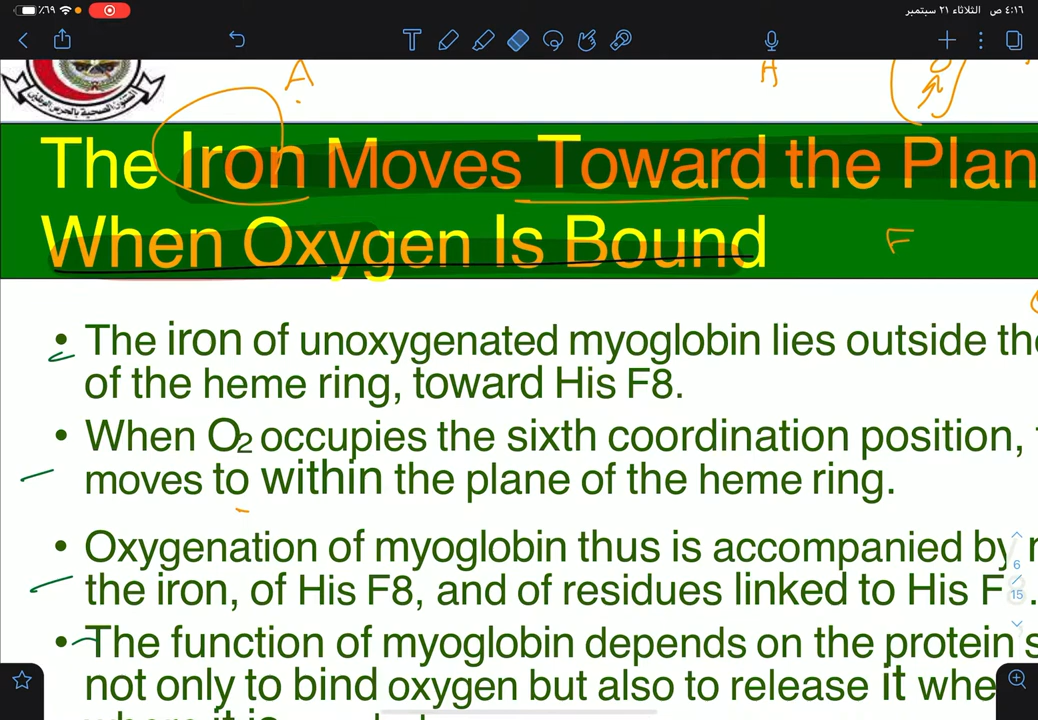 ٤:١٦ ص الثلاثاء ٢١ سبتمبر
٪٦٩
A
H
The Iron Moves Toward the Plan
When Oxygen Is Bound
F
• The iron of unoxygenated myoglobin lies outside the
of the heme ring, toward His F8.
• When O2 occupies the sixth coordination position,
moves to within the plane of the heme ring.
• Oxygenation of myoglobin thus is accompanied by
the iron, of His F8, and of residues linked to His F
• The function of myoglobin depends on the protein
not only to bind oxygen but also to release it whe
where it is
6
15